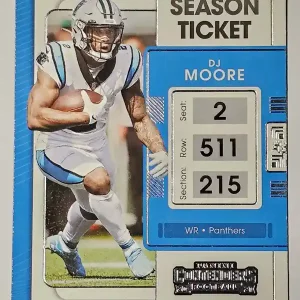 SEASON
TICKET
DJ
MOORE
Seat: 2
Row: 511
Section: 215
WR • Panthers
PANINI
CONTENDERS
FOOTBALL